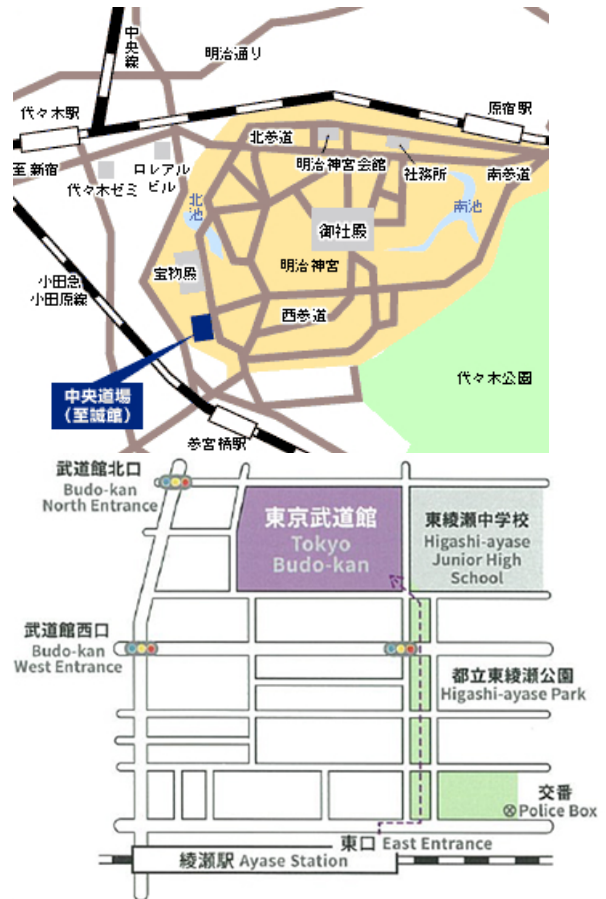 中央線
明治通り
代々木駅
原宿駅
北参道
明治神宮会館
社務所
南参道
至新宿
代々木ゼミ
ロレアル
ビル
北池
南池
御社殿
宝物殿
明治神宮
小田急
小田原線
西参道
代々木公園
中央道場
（至誠館）
参宮橋駅
武道館北口
Budo-kan
North Entrance
東京武道館
Tokyo
Budo-kan
東綾瀬中学校
Higashi-ayase
Junior High
School
武道館西口
Budo-kan
West Entrance
都立東綾瀬公園
Higashi-ayase Park
交番
Police Box
東口 East Entrance
綾瀬駅 Ayase Station